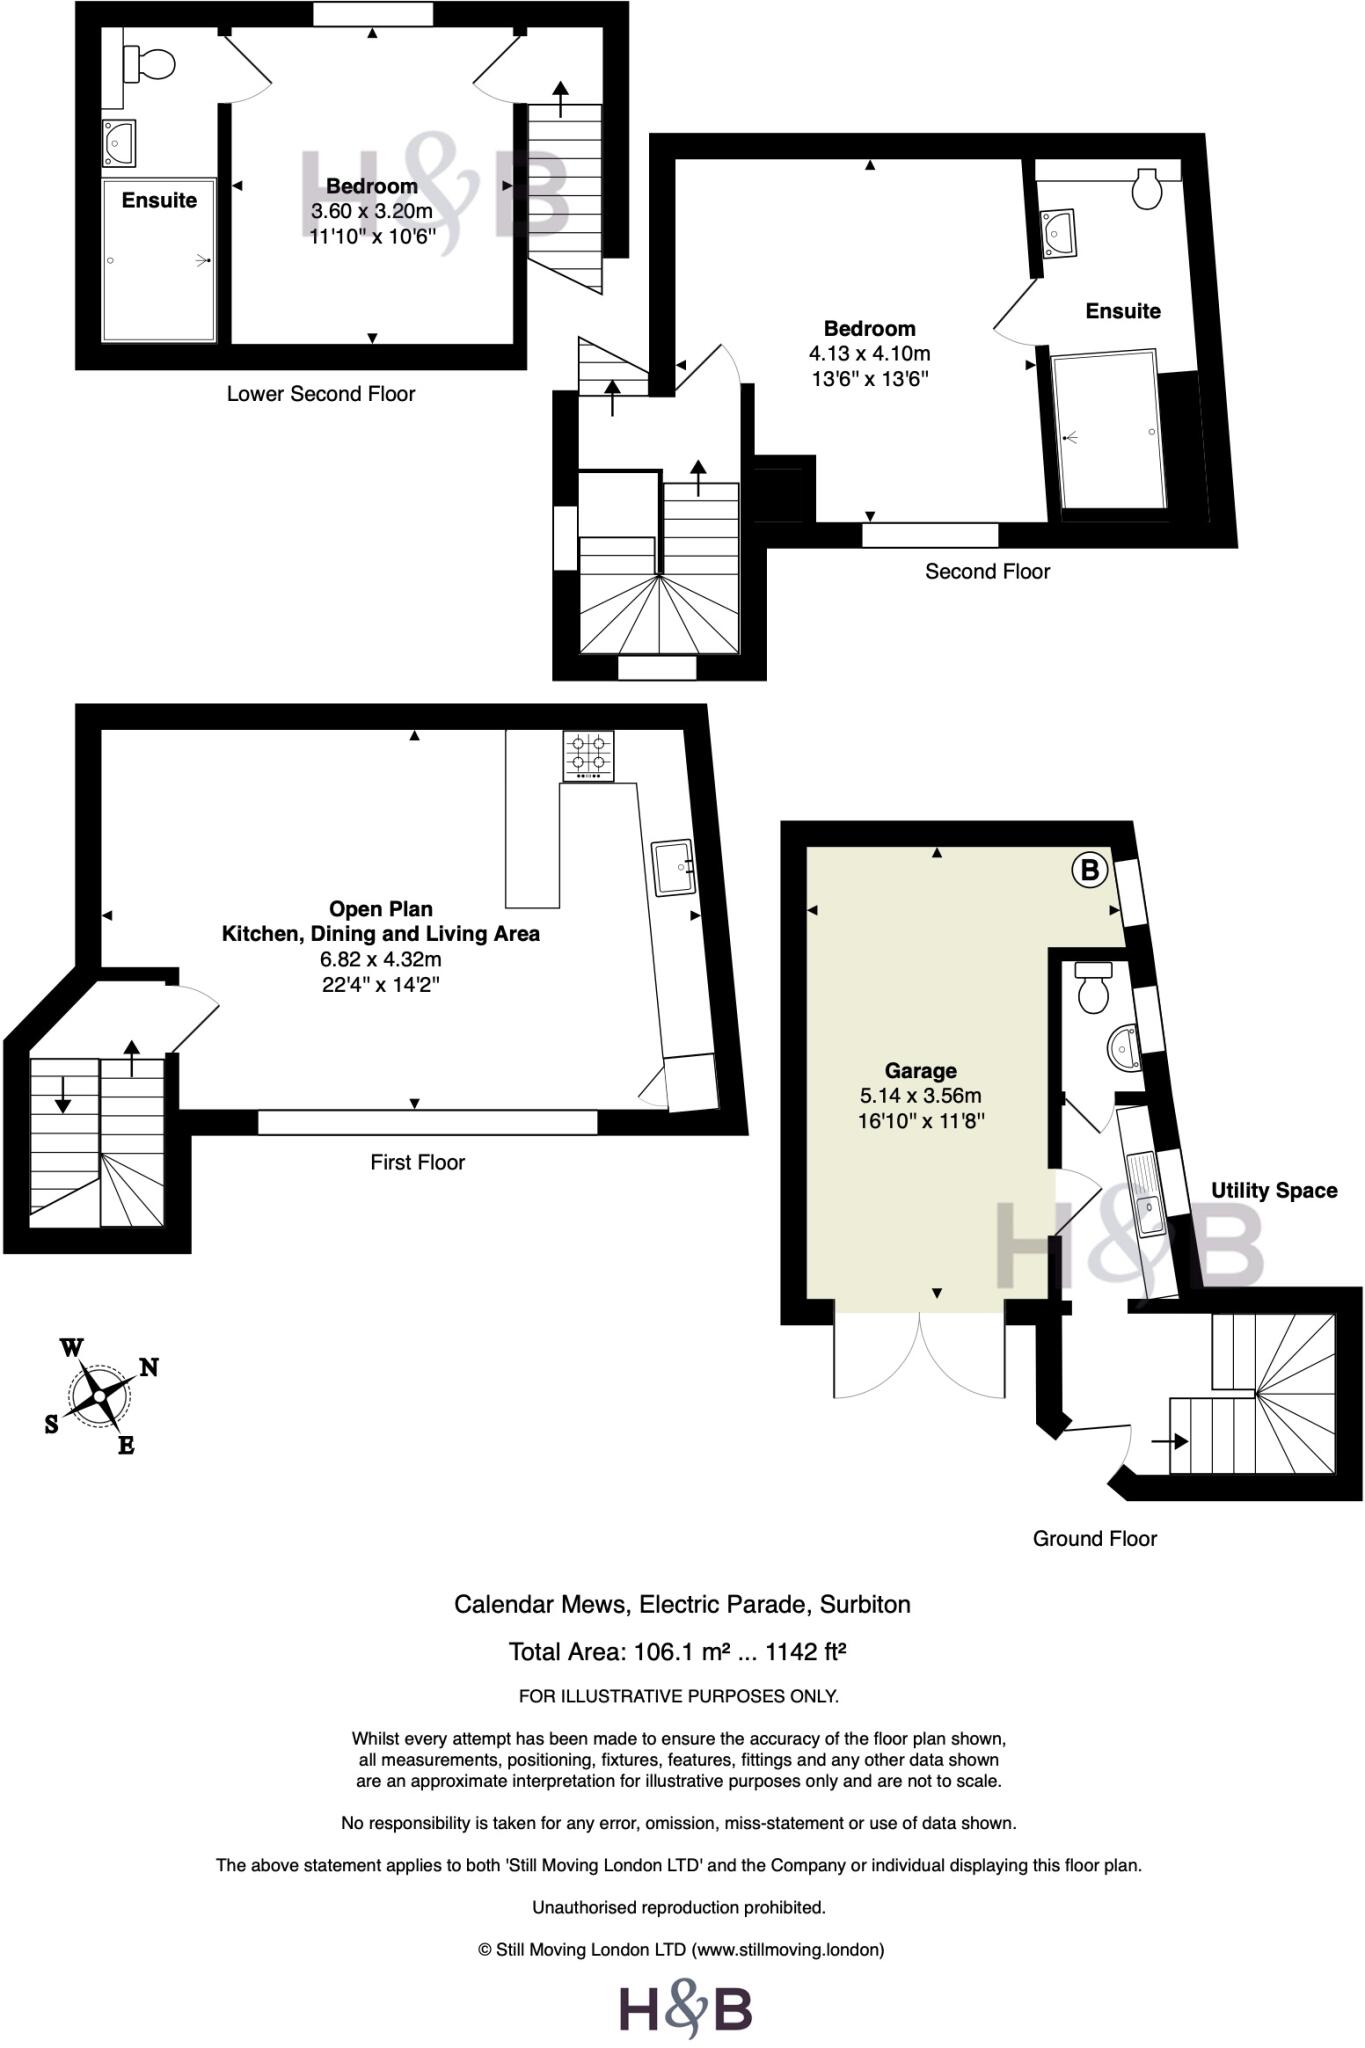 Ensuite
Bedroom
3.60 x 3.20m
11'10" x 10'6"
H&B
Lower Second Floor
Bedroom
4.13 x 4.10m
13'6" x 13'6"
Ensuite
Second Floor
Open Plan
Kitchen, Dining and Living Area
6.82 x 4.32m
22'4" x 14'2"
First Floor
B
Garage
5.14 x 3.56m
16'10" x 11'8"
Utility Space
H&B
Ground Floor
W
N
S
E
Calendar Mews, Electric Parade, Surbiton
Total Area: 106.1 m² ... 1142 ft²
FOR ILLUSTRATIVE PURPOSES ONLY.
Whilst every attempt has been made to ensure the accuracy of the floor plan shown,
all measurements, positioning, fixtures, features, fittings and any other data shown
are an approximate interpretation for illustrative purposes only and are not to scale.
No responsibility is taken for any error, omission, miss-statement or use of data shown.
The above statement applies to both 'Still Moving London LTD' and the Company or individual displaying this floor plan.
Unauthorised reproduction prohibited.
© Still Moving London LTD (www.stillmoving.london)
H&B